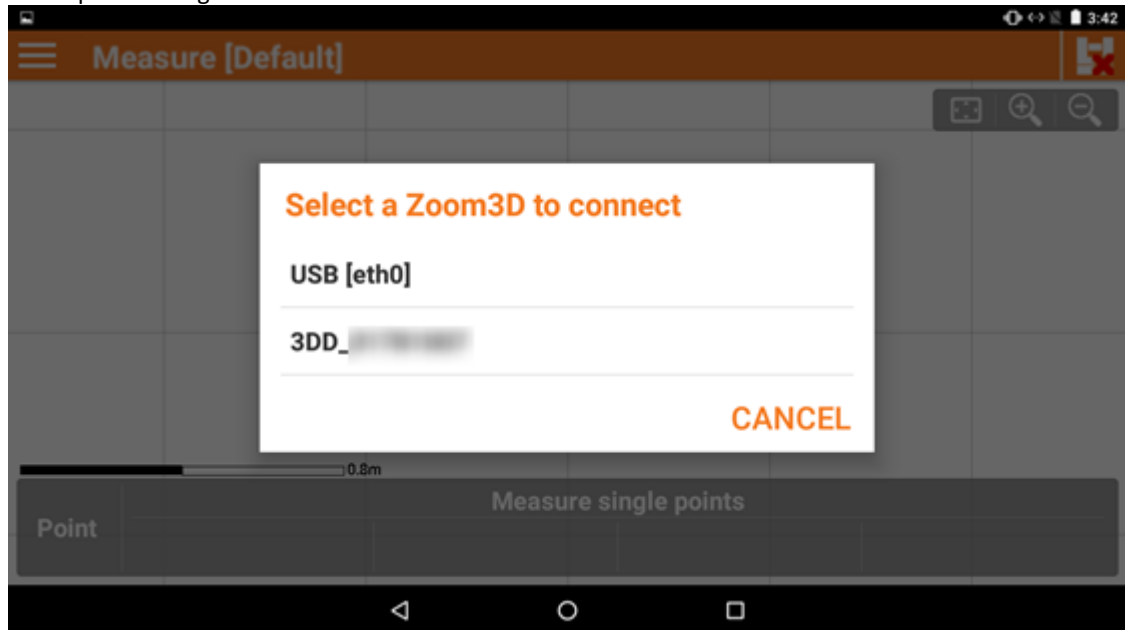 3:42
Measure [Default]
Select a Zoom3D to connect
USB [eth0]
3DD_
CANCEL
0.8m
Measure single points
Point